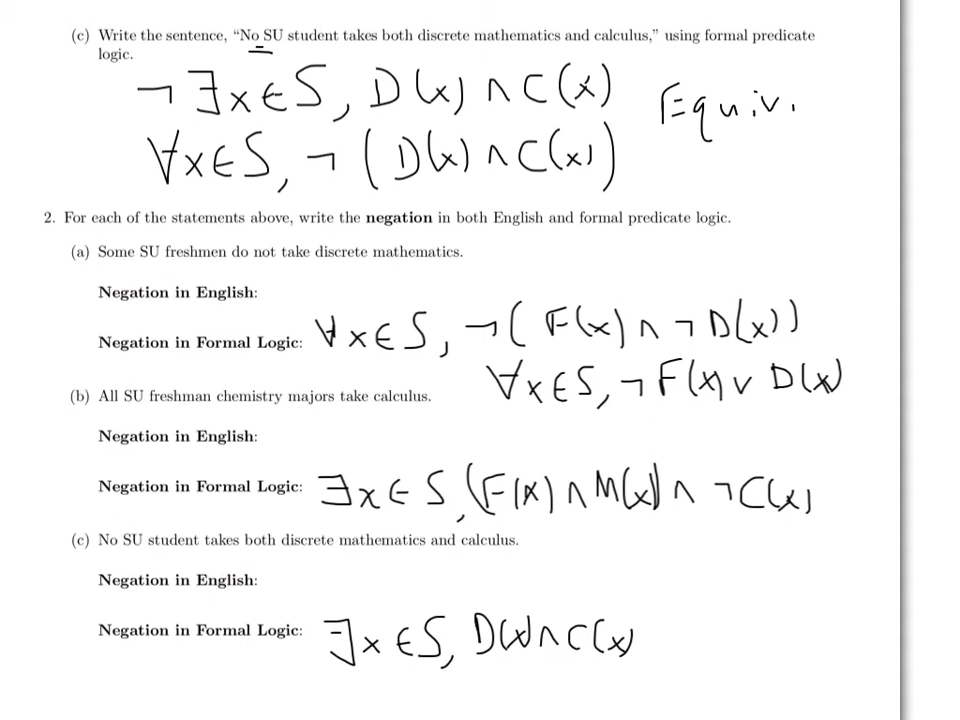 (c) Write the sentence, “No SU student takes both discrete mathematics and calculus,” using formal predicate
logic.
¬∃x∈S, D(x)∧C(x)
Equiv.
∀x∈S, ¬(D(x)∧C(x))
2. For each of the statements above, write the negation in both English and formal predicate logic.
(a) Some SU freshmen do not take discrete mathematics.
Negation in English:
Negation in Formal Logic: ∀x∈S, ¬(F(x)∧¬D(x))
∀x∈S, ¬F(x)∨D(x)
(b) All SU freshman chemistry majors take calculus.
Negation in English:
Negation in Formal Logic: ∃x∈S, (F(x)∧M(x))∧¬C(x)
(c) No SU student takes both discrete mathematics and calculus.
Negation in English:
Negation in Formal Logic: ∃x∈S, D(x)∧C(x)